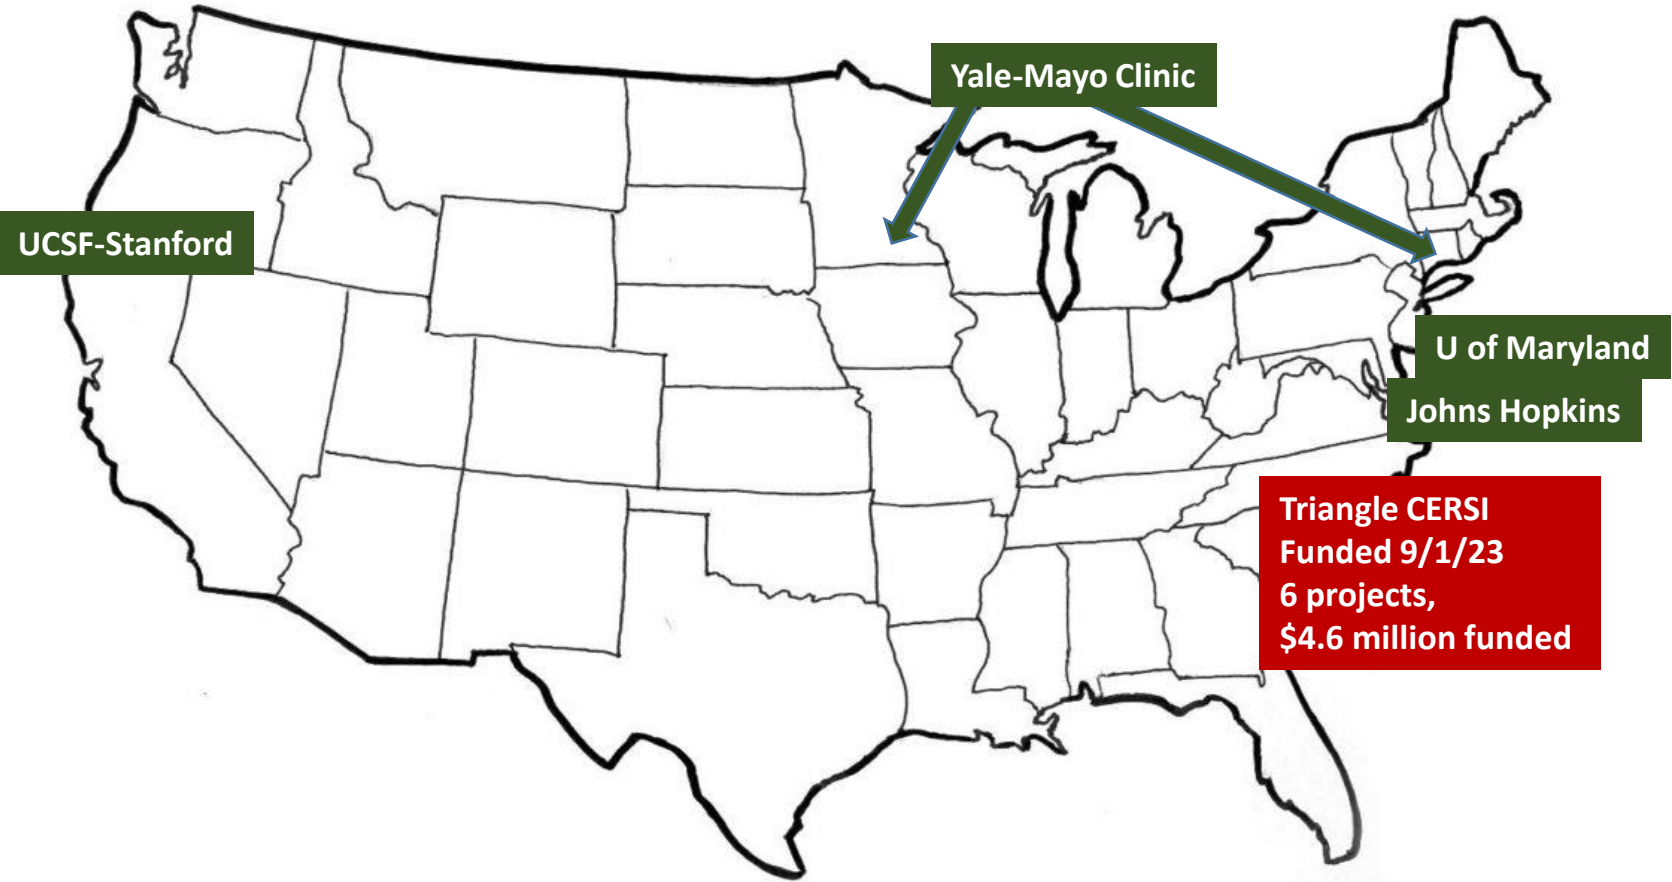 Yale-Mayo Clinic
UCSF-Stanford
U of Maryland
Johns Hopkins
Triangle CERSI
Funded 9/1/23
6 projects,
$4.6 million funded